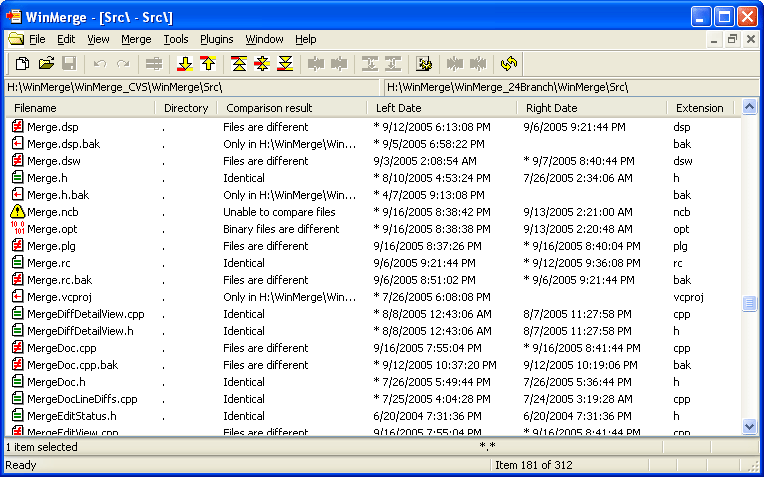 WinMerge - [Src\ - Src\]
File Edit View Merge Tools Plugins Window Help
H:\WinMerge\WinMerge_CVS\WinMerge\Src\ H:\WinMerge\WinMerge_24Branch\WinMerge\Src\
Filename Directory Comparison result Left Date Right Date Extension
Merge.dsp . Files are different * 9/12/2005 6:13:08 PM 9/6/2005 9:21:44 PM dsp
Merge.dsp.bak . Only in H:\WinMerge\Win... * 9/5/2005 6:58:22 PM bak
Merge.dsw . Files are different 9/3/2005 2:08:54 AM * 9/7/2005 8:40:44 PM dsw
Merge.h . Identical * 8/10/2005 4:53:24 PM 7/26/2005 2:34:06 AM h
Merge.h.bak . Only in H:\WinMerge\Win... * 4/7/2005 9:13:08 PM bak
Merge.ncb . Unable to compare files * 9/16/2005 8:38:42 PM 9/13/2005 2:21:00 AM ncb
Merge.opt . Binary files are different * 9/16/2005 8:38:38 PM 9/13/2005 2:20:48 AM opt
Merge.plg . Files are different 9/16/2005 8:37:26 PM * 9/16/2005 8:40:04 PM plg
Merge.rc . Identical 9/6/2005 9:21:44 PM * 9/12/2005 9:36:08 PM rc
Merge.rc.bak . Files are different 9/6/2005 8:51:02 PM * 9/6/2005 9:21:44 PM bak
Merge.vcproj . Only in H:\WinMerge\Win... * 7/26/2005 6:08:08 PM vcproj
MergeDiffDetailView.cpp . Identical * 8/8/2005 12:43:06 AM 8/7/2005 11:27:58 PM cpp
MergeDiffDetailView.h . Identical * 8/8/2005 12:43:06 AM 8/7/2005 11:27:58 PM h
MergeDoc.cpp . Files are different 9/16/2005 7:55:04 PM * 9/16/2005 8:41:44 PM cpp
MergeDoc.cpp.bak . Files are different * 9/12/2005 10:37:20 PM 9/12/2005 10:19:06 PM bak
MergeDoc.h . Identical * 7/26/2005 5:49:44 PM 7/26/2005 5:36:44 PM h
MergeDocLineDiffs.cpp . Identical * 7/25/2005 4:04:28 PM 7/24/2005 3:19:28 AM cpp
MergeEditStatus.h . Identical 6/20/2004 7:31:36 PM 6/20/2004 7:31:36 PM h
MergeEditView.cpp . Files are different 9/16/2005 7:55:04 PM * 9/16/2005 8:41:44 PM cpp
1 item selected *.*
Ready Item 181 of 312